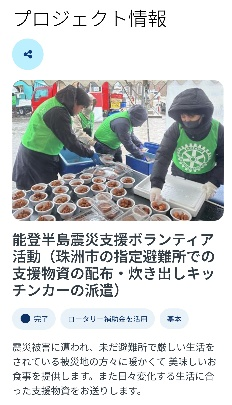 プロジェクト情報
能登半島震災支援ボランティア
活動（珠洲市の指定避難所での
支援物資の配布・炊き出しキッ
チンカーの派遣）
完了
ロータリー補助金を活用
基本
震災被害に遭われ、未だ避難所で厳しい生活を
されている被災地の方々に暖かくて美味しいお
食事を提供します。また日々変化する生活に合
った支援物資をお送りします。